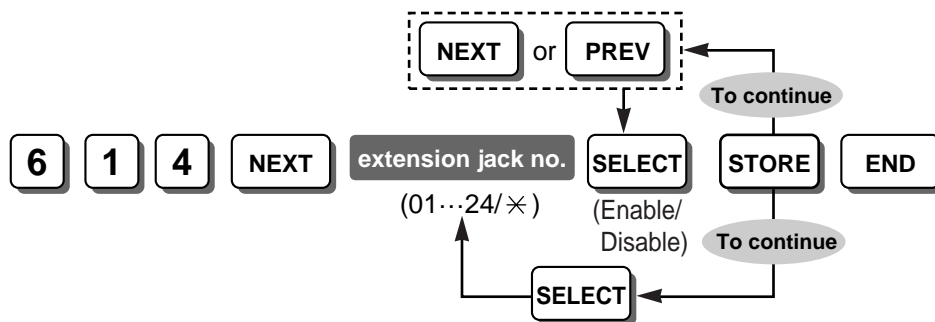 NEXT or PREV
To continue
6 1 4 NEXT extension jack no. SELECT STORE END
(01···24/✳)
(Enable/
Disable)
To continue
SELECT